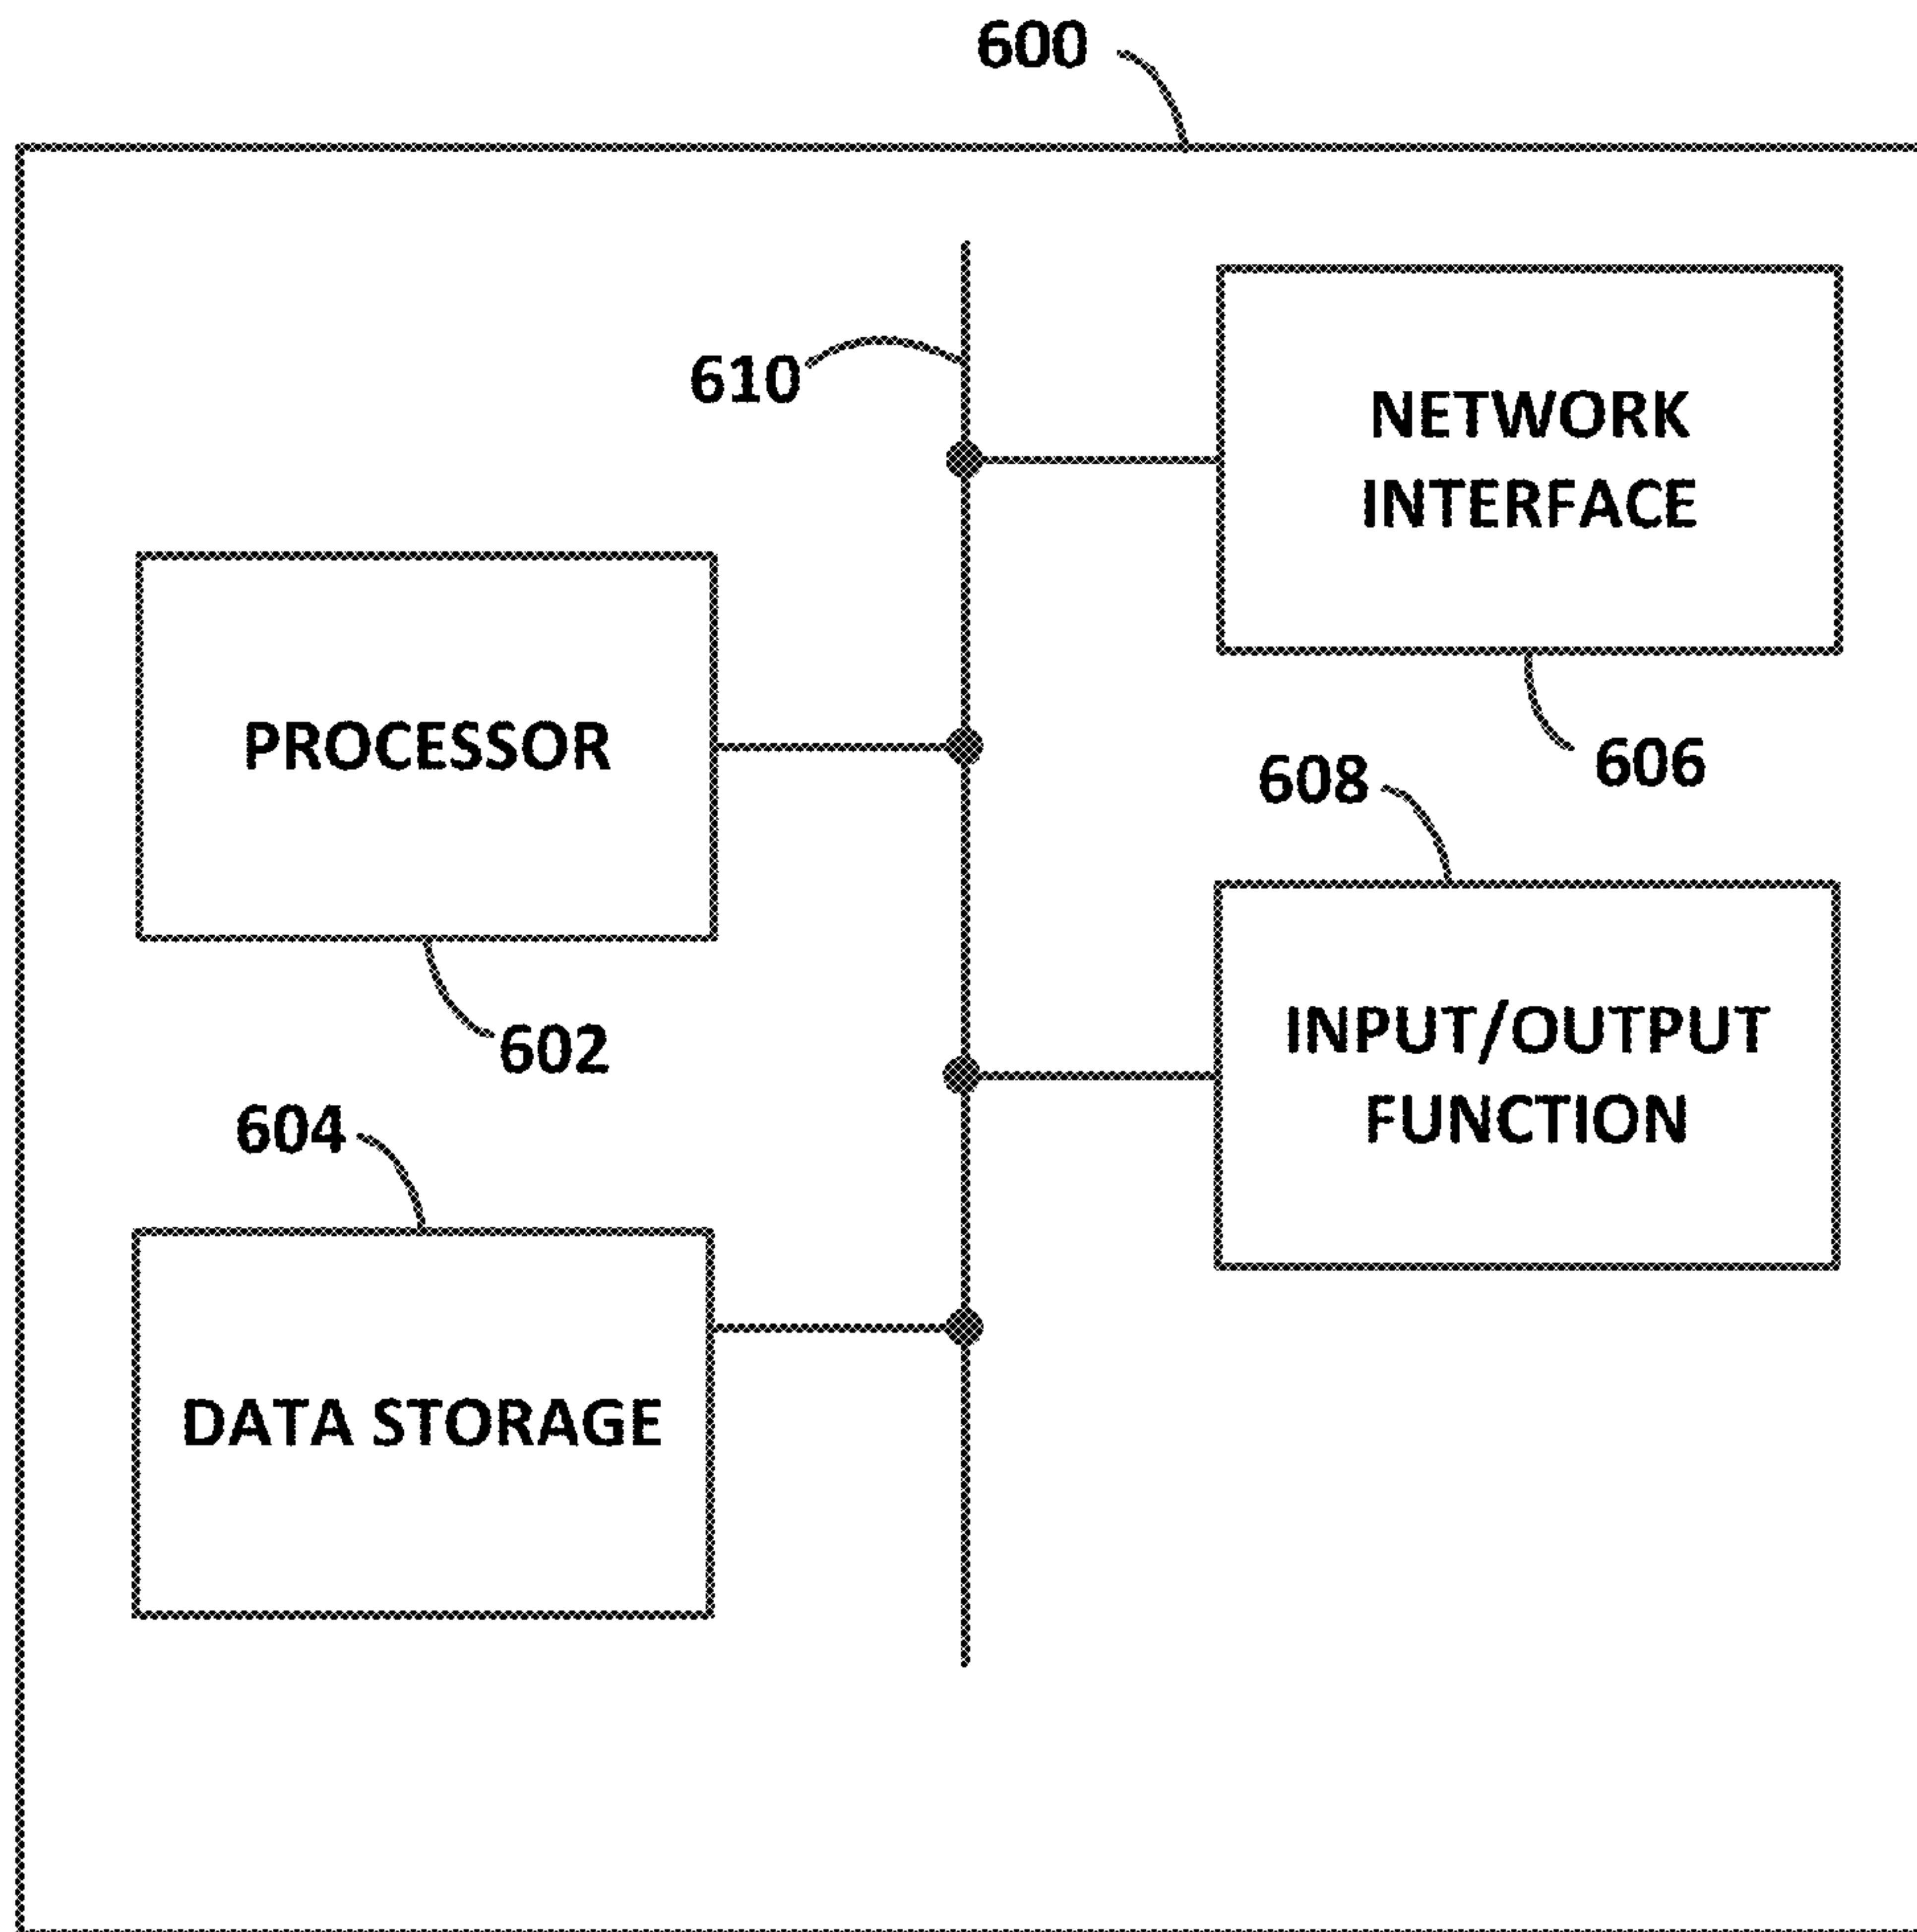 600
610
NETWORK
INTERFACE
606
PROCESSOR
602
608
INPUT/OUTPUT
FUNCTION
604
DATA STORAGE